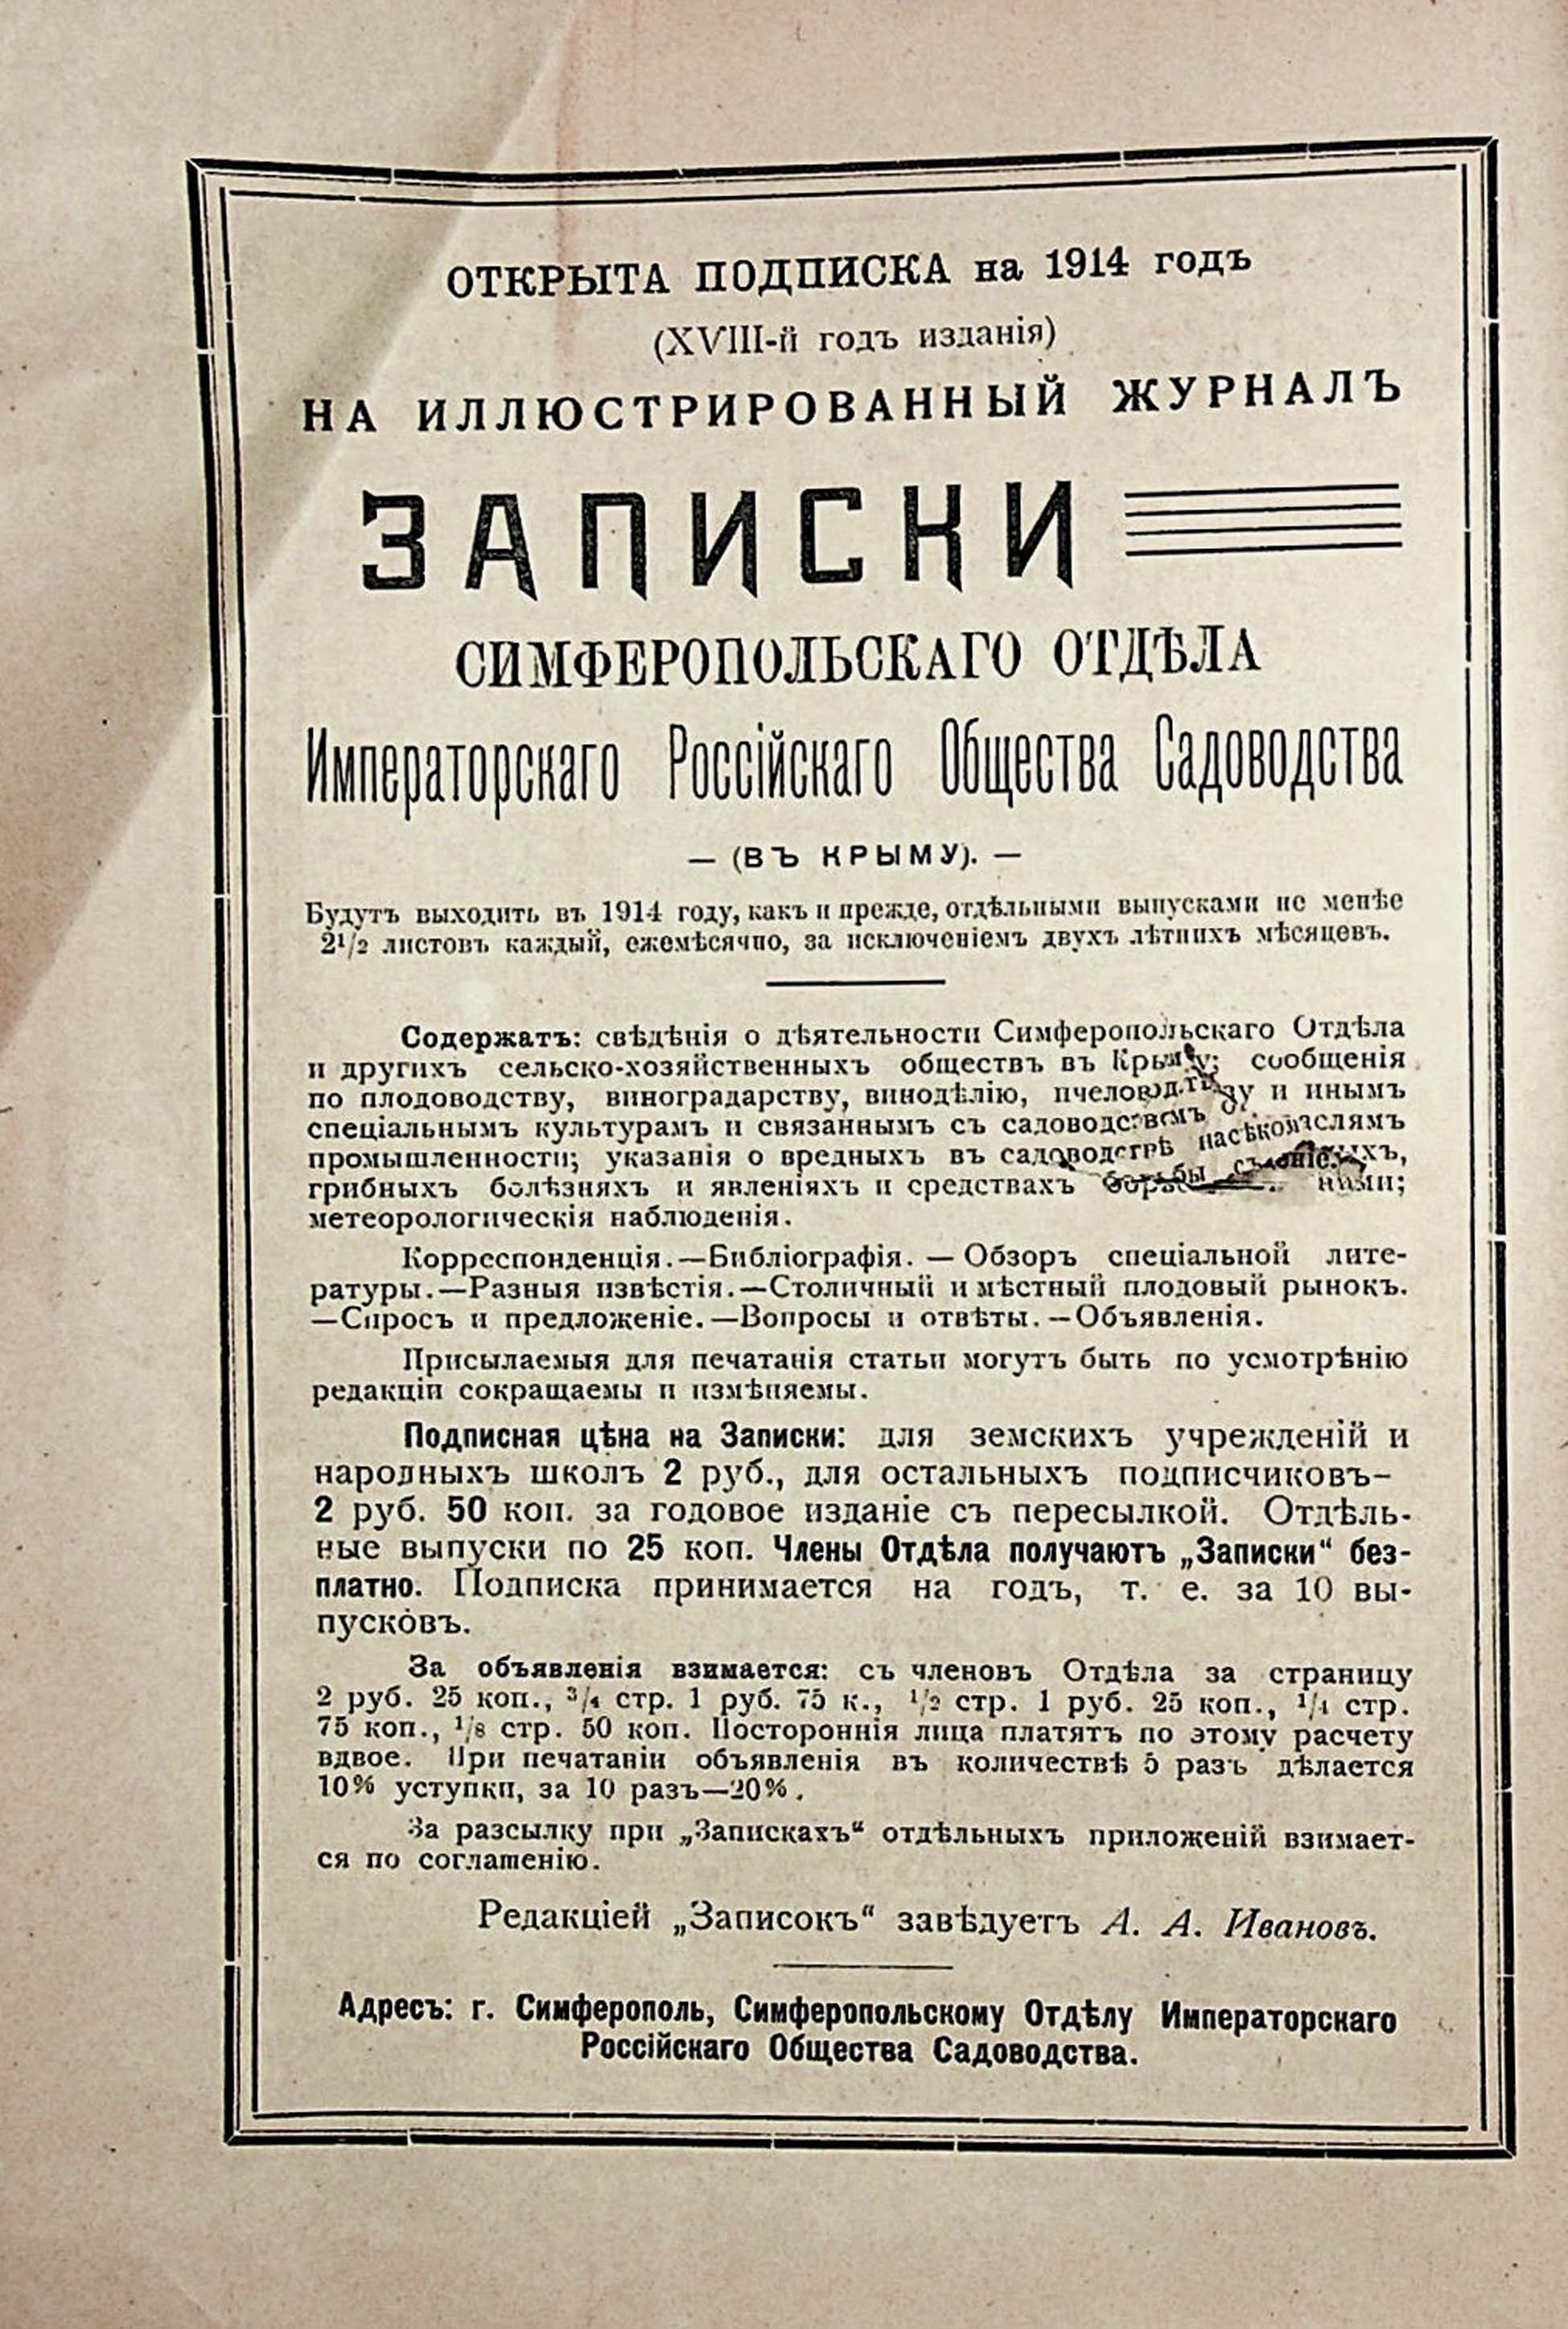 ОТКРЫТА ПОДПИСКА на 1914 годъ
(XVIII-й годъ изданія)
НА ИЛЛЮСТРИРОВАННЫЙ ЖУРНАЛЪ
ЗАПИСКИ
СИМФЕРОПОЛЬСКАГО ОТДѢЛА
Императорскаго Россійскаго Общества Садоводства
— (ВЪ КРЫМУ). —
Будутъ выходить въ 1914 году, какъ и прежде, отдѣльными выпусками не менѣе
2¹/₂ листовъ каждый, ежемѣсячно, за исключеніемъ двухъ лѣтнихъ мѣсяцевъ.
Содержатъ: свѣдѣнія о дѣятельности Симферопольскаго Отдѣла
и другихъ сельско-хозяйственныхъ обществъ въ Крыму; сообщенія
по плодоводству, виноградарству, винодѣлію, и инымъ
спеціальнымъ культурамъ и связаннымъ съ садоводствомъ
промышленности; указанія о вредныхъ въ садоводствѣ
грибныхъ болѣзняхъ и явленіяхъ и средствахъ борьбы ними;
метеорологическія наблюденія.
Корреспонденція.—Библіографія. — Обзоръ спеціальной лите-
ратуры.—Разныя извѣстія.—Столичный и мѣстный плодовый рынокъ.
—Спросъ и предложеніе.—Вопросы и отвѣты.—Объявленія.
Присылаемыя для печатанія статьи могутъ быть по усмотрѣнію
редакціи сокращаемы и измѣняемы.
Подписная цѣна на Записки: для земскихъ учрежденій и
народныхъ школъ 2 руб., для остальныхъ подписчиковъ-
2 руб. 50 коп. за годовое изданіе съ пересылкой. Отдѣль-
ные выпуски по 25 коп. Члены Отдѣла получаютъ „Записки“ без-
платно. Подписка принимается на годъ, т. е. за 10 вы-
пусковъ.
За объявленія взимается: съ членовъ Отдѣла за страницу
2 руб. 25 коп., ³/₄ стр. 1 руб. 75 к., ¹/₂ стр. 1 руб. 25 коп., ¹/₄ стр.
75 коп., ¹/₈ стр. 50 коп. Постороннія лица платятъ по этому расчету
вдвое. При печатаніи объявленія въ количествѣ 5 разъ дѣлается
10% уступки, за 10 разъ—20%.
За разсылку при „Запискахъ“ отдѣльныхъ приложеній взимает-
ся по соглашенію.
Редакціей „Записокъ“ завѣдуетъ А. А. Ивановъ.
Адресъ: г. Симферополь, Симферопольскому Отдѣлу Императорскаго
Россійскаго Общества Садоводства.